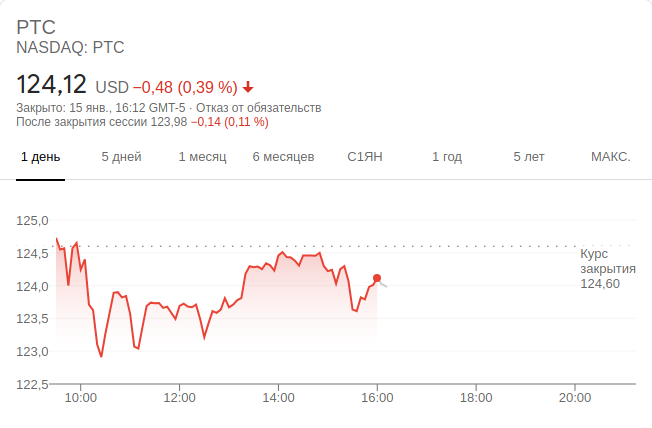 PTC
NASDAQ: PTC
124,12 USD −0,48 (0,39 %)
Закрыто: 15 янв., 16:12 GMT-5 · Отказ от обязательств
После закрытия сессии 123,98 −0,14 (0,11 %)
1 день 5 дней 1 месяц 6 месяцев С1ЯН 1 год 5 лет МАКС.
125,0
124,5
124,0
123,5
123,0
122,5
Курс
закрытия
124,60
10:00 12:00 14:00 16:00 18:00 20:00